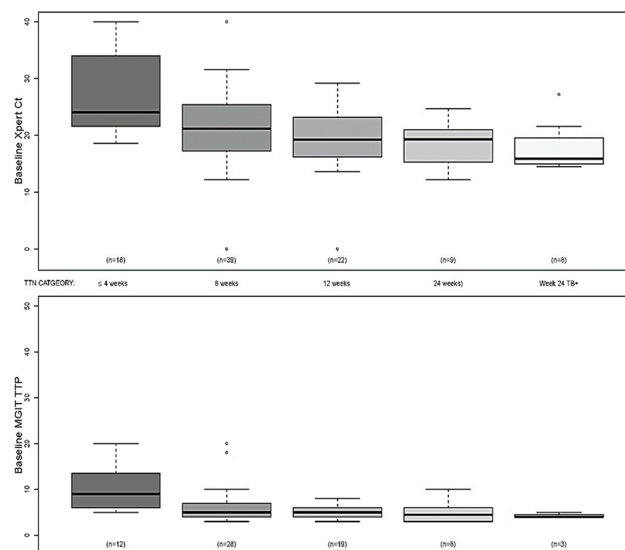 40
30
20
10
0
Baseline Xpert Ct
(n=18) (n=39) (n=22) (n=9) (n=8)
TTN CATGEORY: ≤ 4 weeks 8 weeks 12 weeks 24 weeks) Week 24 TB+
50
40
30
20
10
0
Baseline MGIT TTP
(n=12) (n=28) (n=19) (n=8) (n=3)